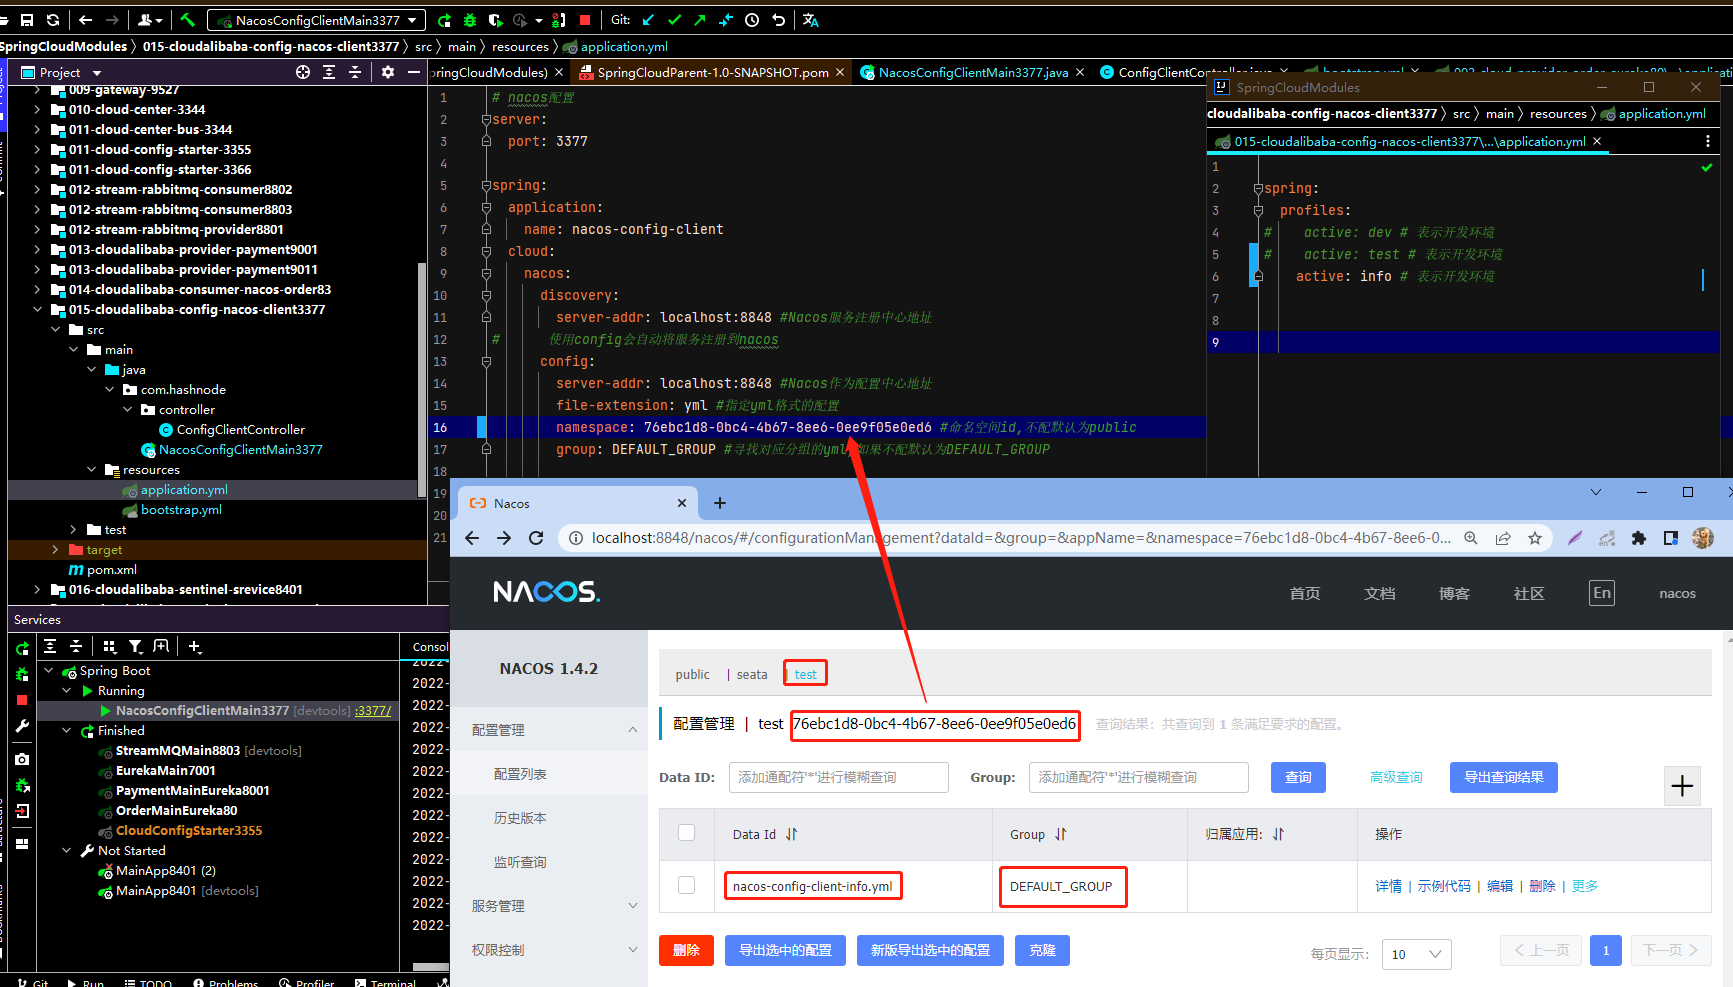 NacosConfigClientMain3377
Git:
SpringCloudModules 〉 015-cloudalibaba-config-nacos-client3377 〉 src 〉 main 〉 resources 〉 application.yml
Project
009-gateway-9527
010-cloud-center-3344
011-cloud-center-bus-3344
011-cloud-config-starter-3355
011-cloud-config-starter-3366
012-stream-rabbitmq-consumer8802
012-stream-rabbitmq-consumer8803
012-stream-rabbitmq-provider8801
013-cloudalibaba-provider-payment9001
013-cloudalibaba-provider-payment9011
014-cloudalibaba-consumer-nacos-order83
015-cloudalibaba-config-nacos-client3377
src
main
java
com.hashnode
controller
ConfigClientController
NacosConfigClientMain3377
resources
application.yml
bootstrap.yml
test
target
pom.xml
016-cloudalibaba-sentinel-srevice8401
pringCloudModules)
SpringCloudParent-1.0-SNAPSHOT.pom
NacosConfigClientMain3377.java
1 # nacos配置
2 server:
3 port: 3377
4
5 spring:
6 application:
7 name: nacos-config-client
8 cloud:
9 nacos:
10 discovery:
11 server-addr: localhost:8848 #Nacos服务注册中心地址
12 # 使用config会自动将服务注册到nacos
13 config:
14 server-addr: localhost:8848 #Nacos作为配置中心地址
15 file-extension: yml #指定yml格式的配置
16 namespace: 76ebc1d8-0bc4-4b67-8ee6-0ee9f05e0ed6 #命名空间id,不配默认为public
17 group: DEFAULT_GROUP #寻找对应分组的yml,如果不配默认为DEFAULT_GROUP
18
19
20
21
SpringCloudModules
cloudalibaba-config-nacos-client3377 〉 src 〉 main 〉 resources 〉 application.yml
015-cloudalibaba-config-nacos-client3377\...\application.yml
1
2 spring:
3 profiles:
4 # active: dev # 表示开发环境
5 # active: test # 表示开发环境
6 active: info # 表示开发环境
7
8
9
Services
Spring Boot
Running
NacosConfigClientMain3377 [devtools] :3377/
Finished
StreamMQMain8803 [devtools]
EurekaMain7001
PaymentMainEureka8001
OrderMainEureka80
CloudConfigStarter3355
Not Started
MainApp8401 (2)
MainApp8401 [devtools]
Consol
2022-
2022-
2022-
2022-
2022-
2022-
2022-
2022-
2022-
2022-
2022-
2022-
2022-
Git Run TODO Problems Profiler Terminal
Nacos
localhost:8848/nacos/#/configurationManagement?dataId=&group=&appName=&namespace=76ebc1d8-0bc4-4b67-8ee6-0...
NACOS.
首页 文档 博客 社区 En nacos
NACOS 1.4.2
配置管理
配置列表
历史版本
监听查询
服务管理
权限控制
public | seata | test
配置管理 | test 76ebc1d8-0bc4-4b67-8ee6-0ee9f05e0ed6 查询结果：共查询到 1 条满足要求的配置。
Data ID: 添加通配符'*'进行模糊查询 Group: 添加通配符'*'进行模糊查询 查询 高级查询 导出查询结果
Data Id Group 归属应用: 操作
nacos-config-client-info.yml DEFAULT_GROUP 详情 | 示例代码 | 编辑 | 删除 | 更多
删除 导出选中的配置 新版导出选中的配置 克隆
每页显示: 10 上一页 1 下一页